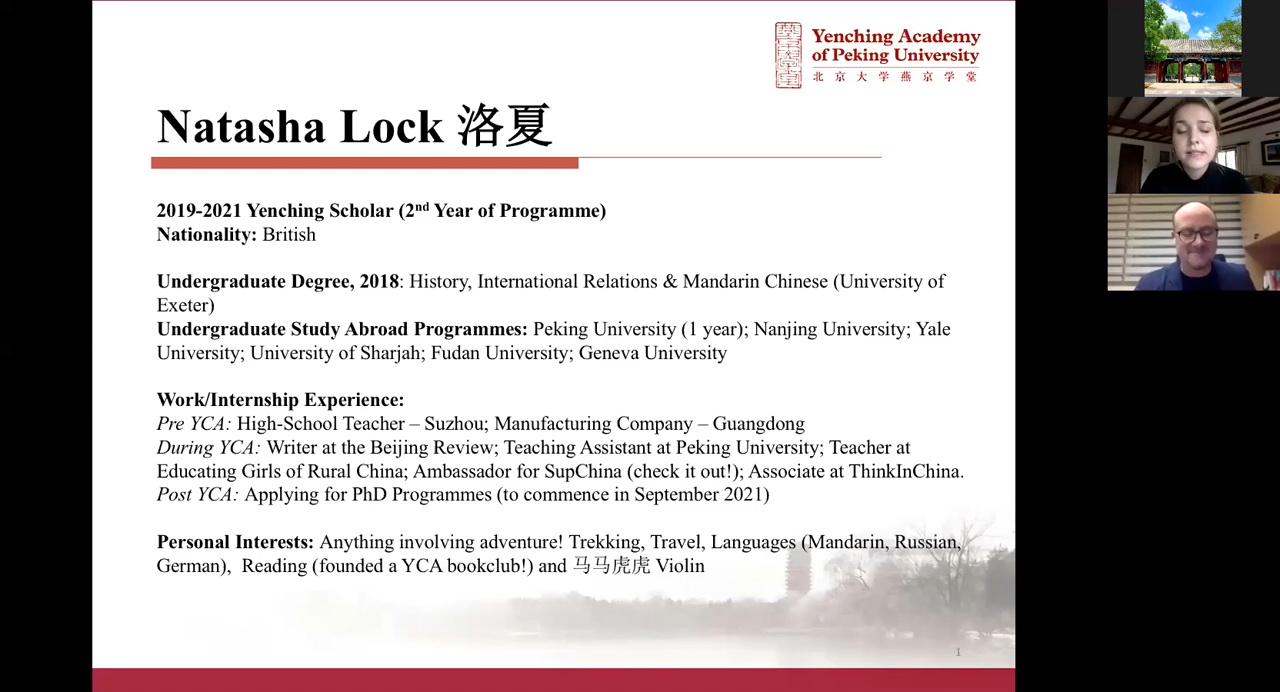 Yenching Academy
of Peking University
北京大学燕京学堂
Natasha Lock 洛夏
2019-2021 Yenching Scholar (2nd Year of Programme)
Nationality: British
Undergraduate Degree, 2018: History, International Relations & Mandarin Chinese (University of
Exeter)
Undergraduate Study Abroad Programmes: Peking University (1 year); Nanjing University; Yale
University; University of Sharjah; Fudan University; Geneva University
Work/Internship Experience:
Pre YCA: High-School Teacher – Suzhou; Manufacturing Company – Guangdong
During YCA: Writer at the Beijing Review; Teaching Assistant at Peking University; Teacher at
Educating Girls of Rural China; Ambassador for SupChina (check it out!); Associate at ThinkInChina.
Post YCA: Applying for PhD Programmes (to commence in September 2021)
Personal Interests: Anything involving adventure! Trekking, Travel, Languages (Mandarin, Russian,
German), Reading (founded a YCA bookclub!) and 马马虎虎 Violin
1